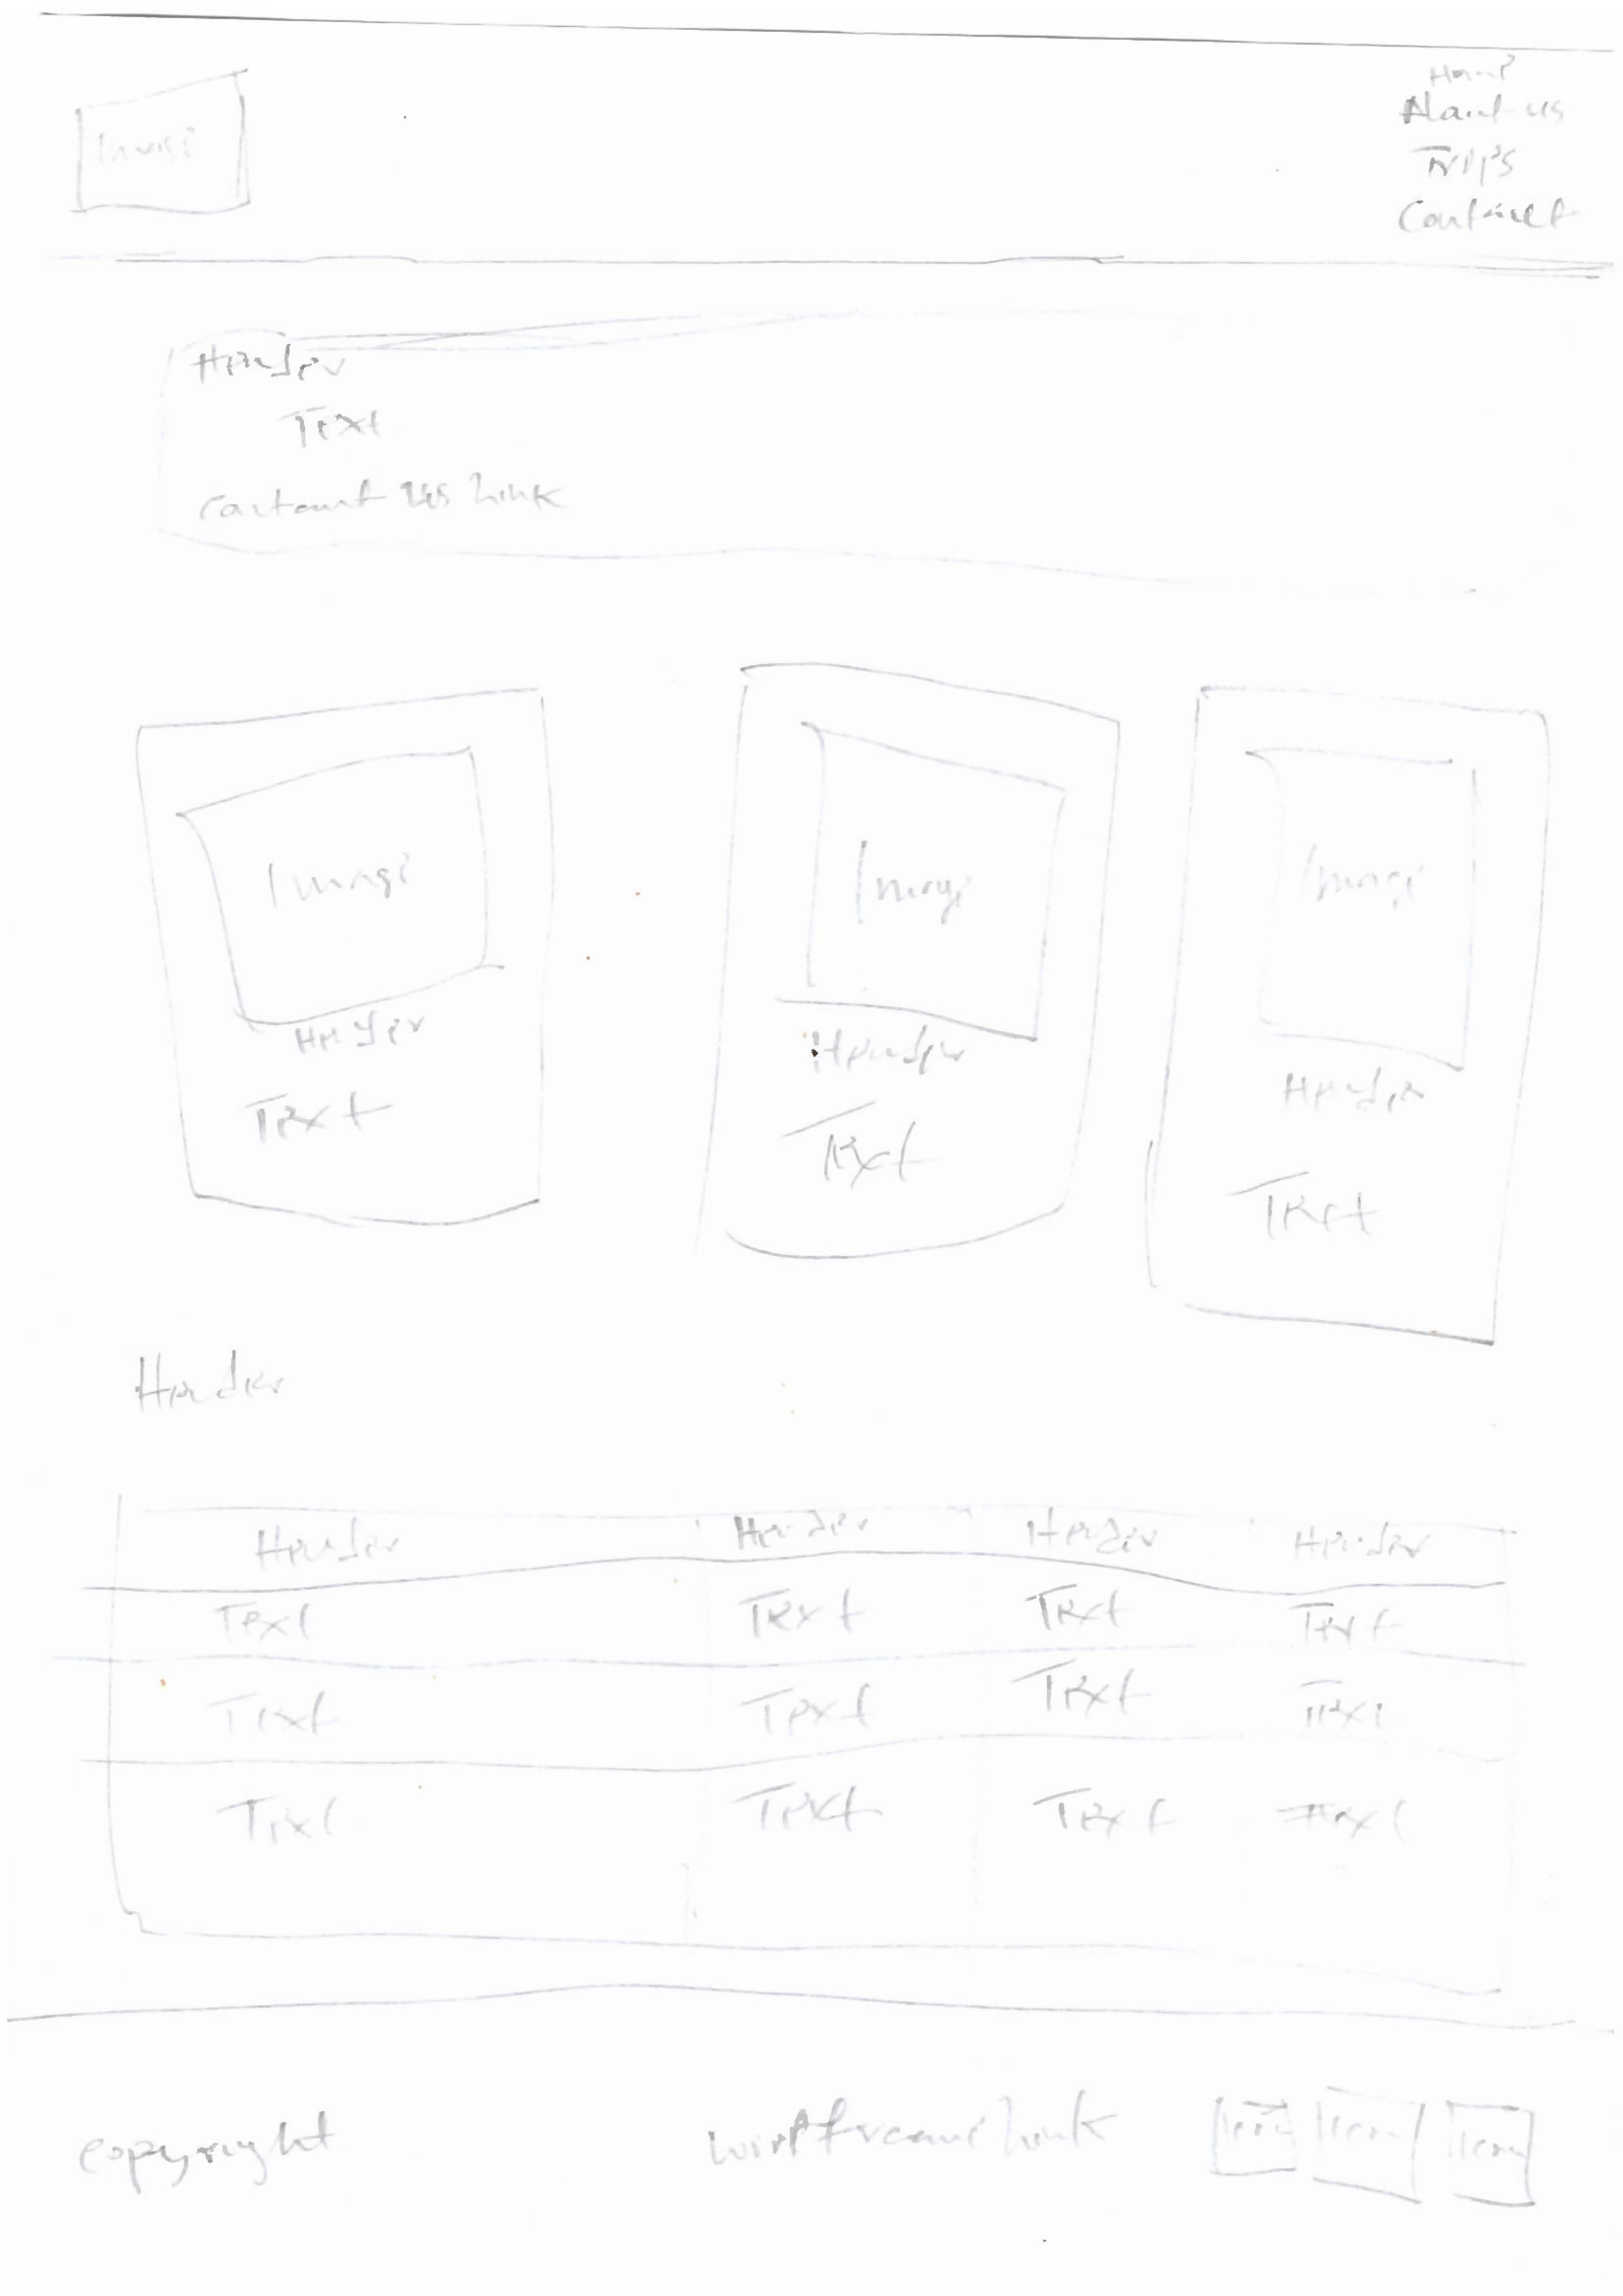 Image
Home
About us
Trips
Contact
Header
Text
Contact us Link
Image
Header
Text
Image
Header
Text
Image
Header
Text
Header
Header Header Header Header
Text Text Text Text
Text Text Text Text
Text Text Text Text
copyright wireframe link Icon Icon Icon